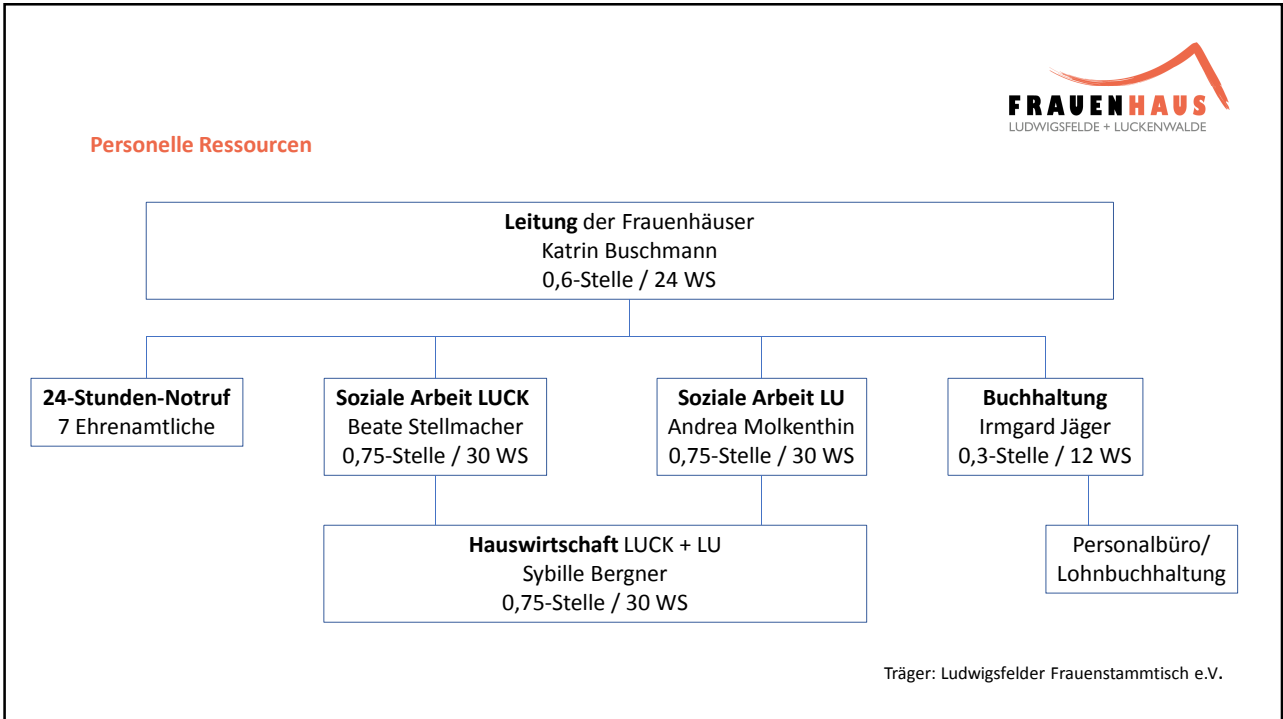 FRAUENHAUS
LUDWIGSFELDE + LUCKENWALDE
Personelle Ressourcen
Leitung der Frauenhäuser
Katrin Buschmann
0,6-Stelle / 24 WS
24-Stunden-Notruf
7 Ehrenamtliche
Soziale Arbeit LUCK
Beate Stellmacher
0,75-Stelle / 30 WS
Soziale Arbeit LU
Andrea Molkenthin
0,75-Stelle / 30 WS
Buchhaltung
Irmgard Jäger
0,3-Stelle / 12 WS
Hauswirtschaft LUCK + LU
Sybille Bergner
0,75-Stelle / 30 WS
Personalbüro/
Lohnbuchhaltung
Träger: Ludwigsfelder Frauenstammtisch e.V.